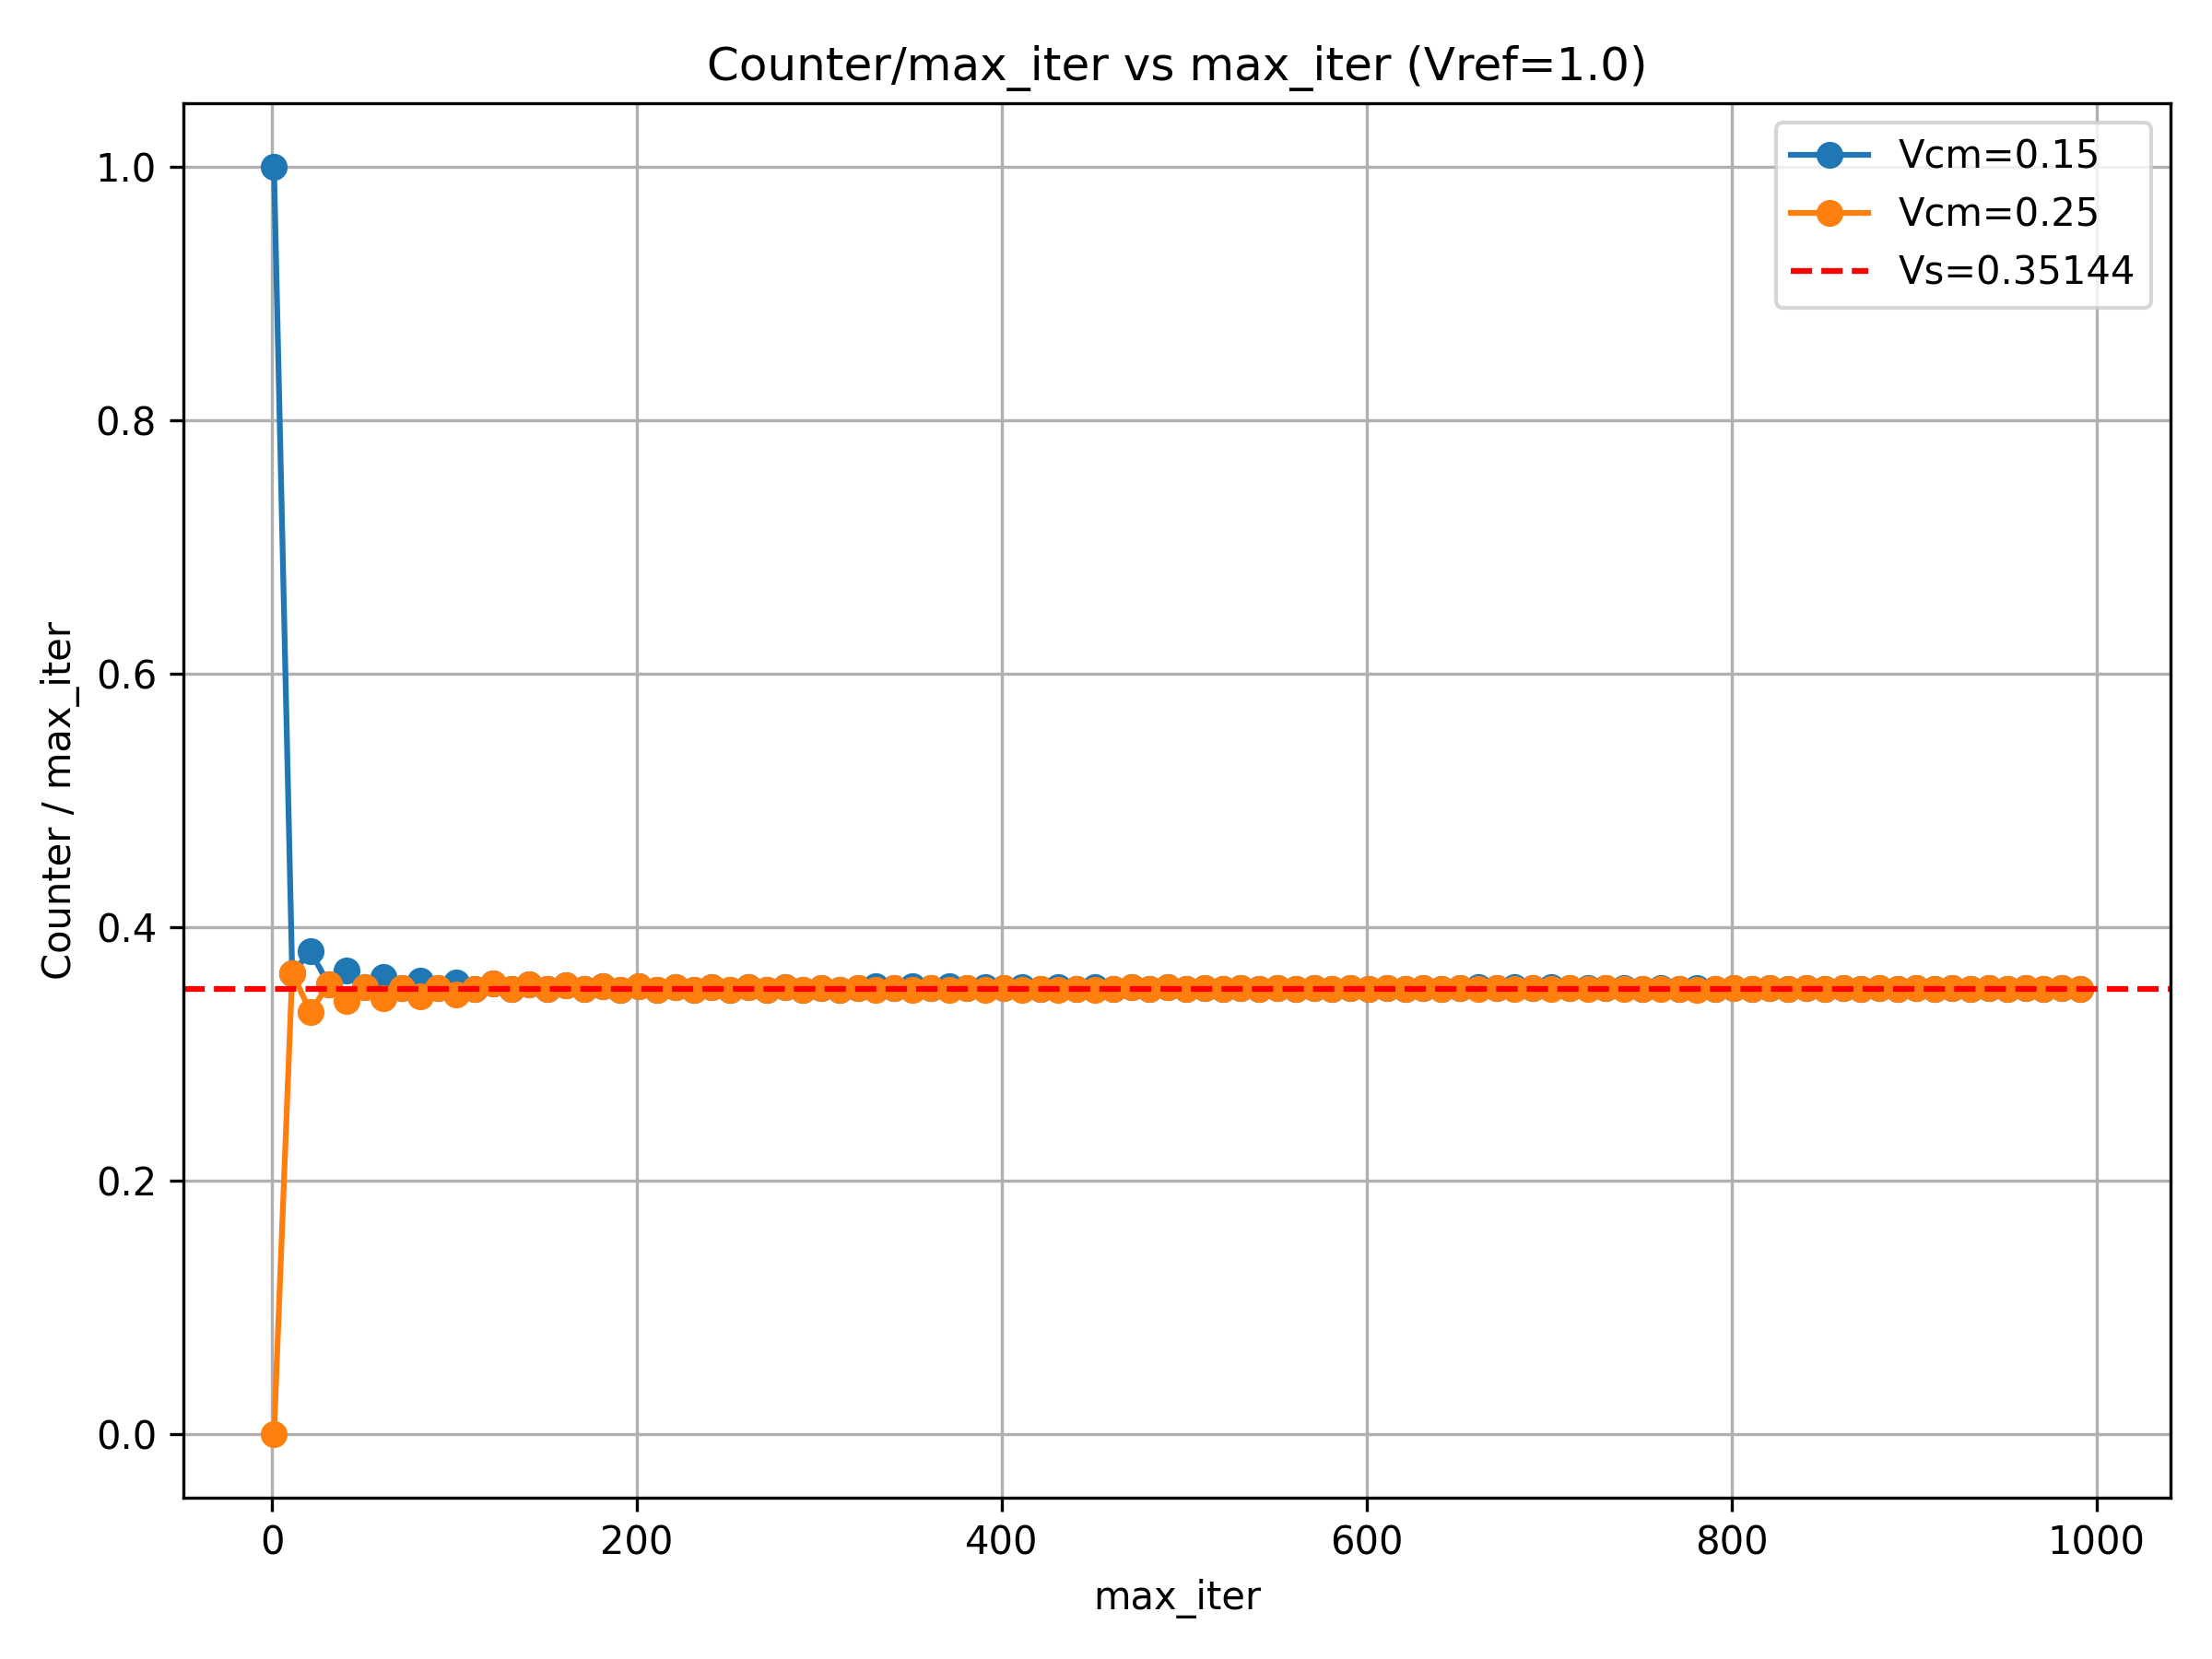 Counter/max_iter vs max_iter (Vref=1.0)
Vcm=0.15
Vcm=0.25
Vs=0.35144
Counter / max_iter
1.0
0.8
0.6
0.4
0.2
0.0
0 200 400 600 800 1000
max_iter